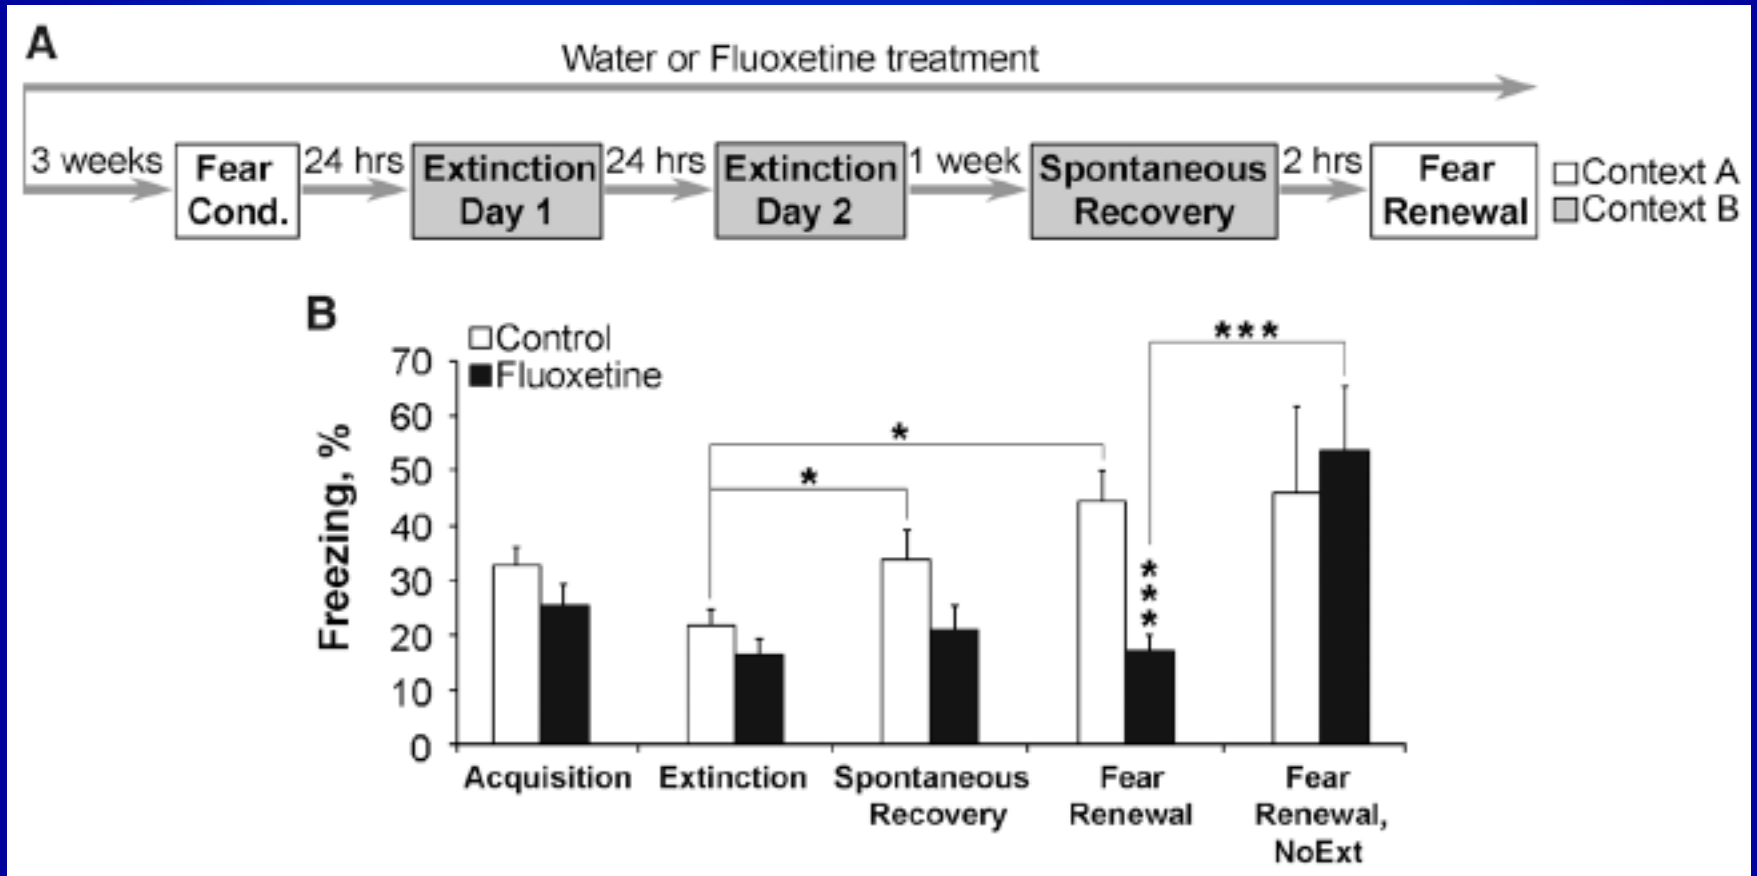 A
Water or Fluoxetine treatment
3 weeks
Fear
Cond.
24 hrs
Extinction
Day 1
24 hrs
Extinction
Day 2
1 week
Spontaneous
Recovery
2 hrs
Fear
Renewal
Context A
Context B
B
Control
Fluoxetine
Freezing, %
70
60
50
40
30
20
10
0
*
*
***
***
Acquisition
Extinction
Spontaneous
Recovery
Fear
Renewal
Fear
Renewal,
NoExt